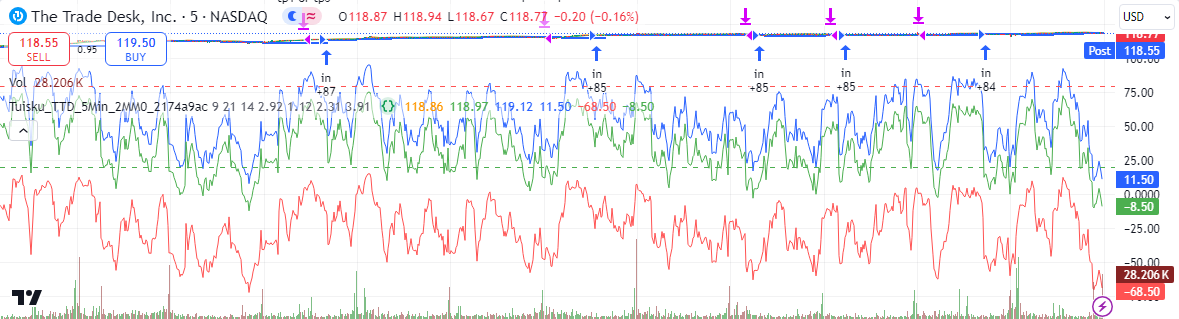 The Trade Desk, Inc. · 5 · NASDAQ O118.87 H118.94 L118.67 C118.77 −0.20 (−0.16%)
USD
118.55
SELL
0.95
119.50
BUY
Post 118.55
Vol 28.206 K
Tuisku_TTD_5Min_2MM0_2174a9ac 9 21 14 2.92 1.12 2.31 3.91 118.86 118.97 119.12 11.50 −68.50 −8.50
in
+87
in
+85
in
+85
in
+85
in
+84
100.00
75.00
50.00
25.00
11.50
0.0000
−8.50
−25.00
−50.00
28.206 K
−68.50